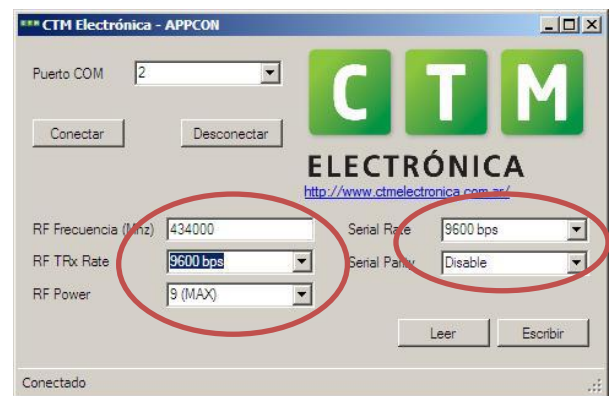 CTM Electrónica - APPCON
Puerto COM 2
Conectar Desconectar
CTM
ELECTRÓNICA
http://www.ctmelectronica.com.ar/
RF Frecuencia (Mhz) 434000 Serial Rate 9600 bps
RF TRx Rate 9600 bps Serial Parity Disable
RF Power 9 (MAX)
Leer Escribir
Conectado